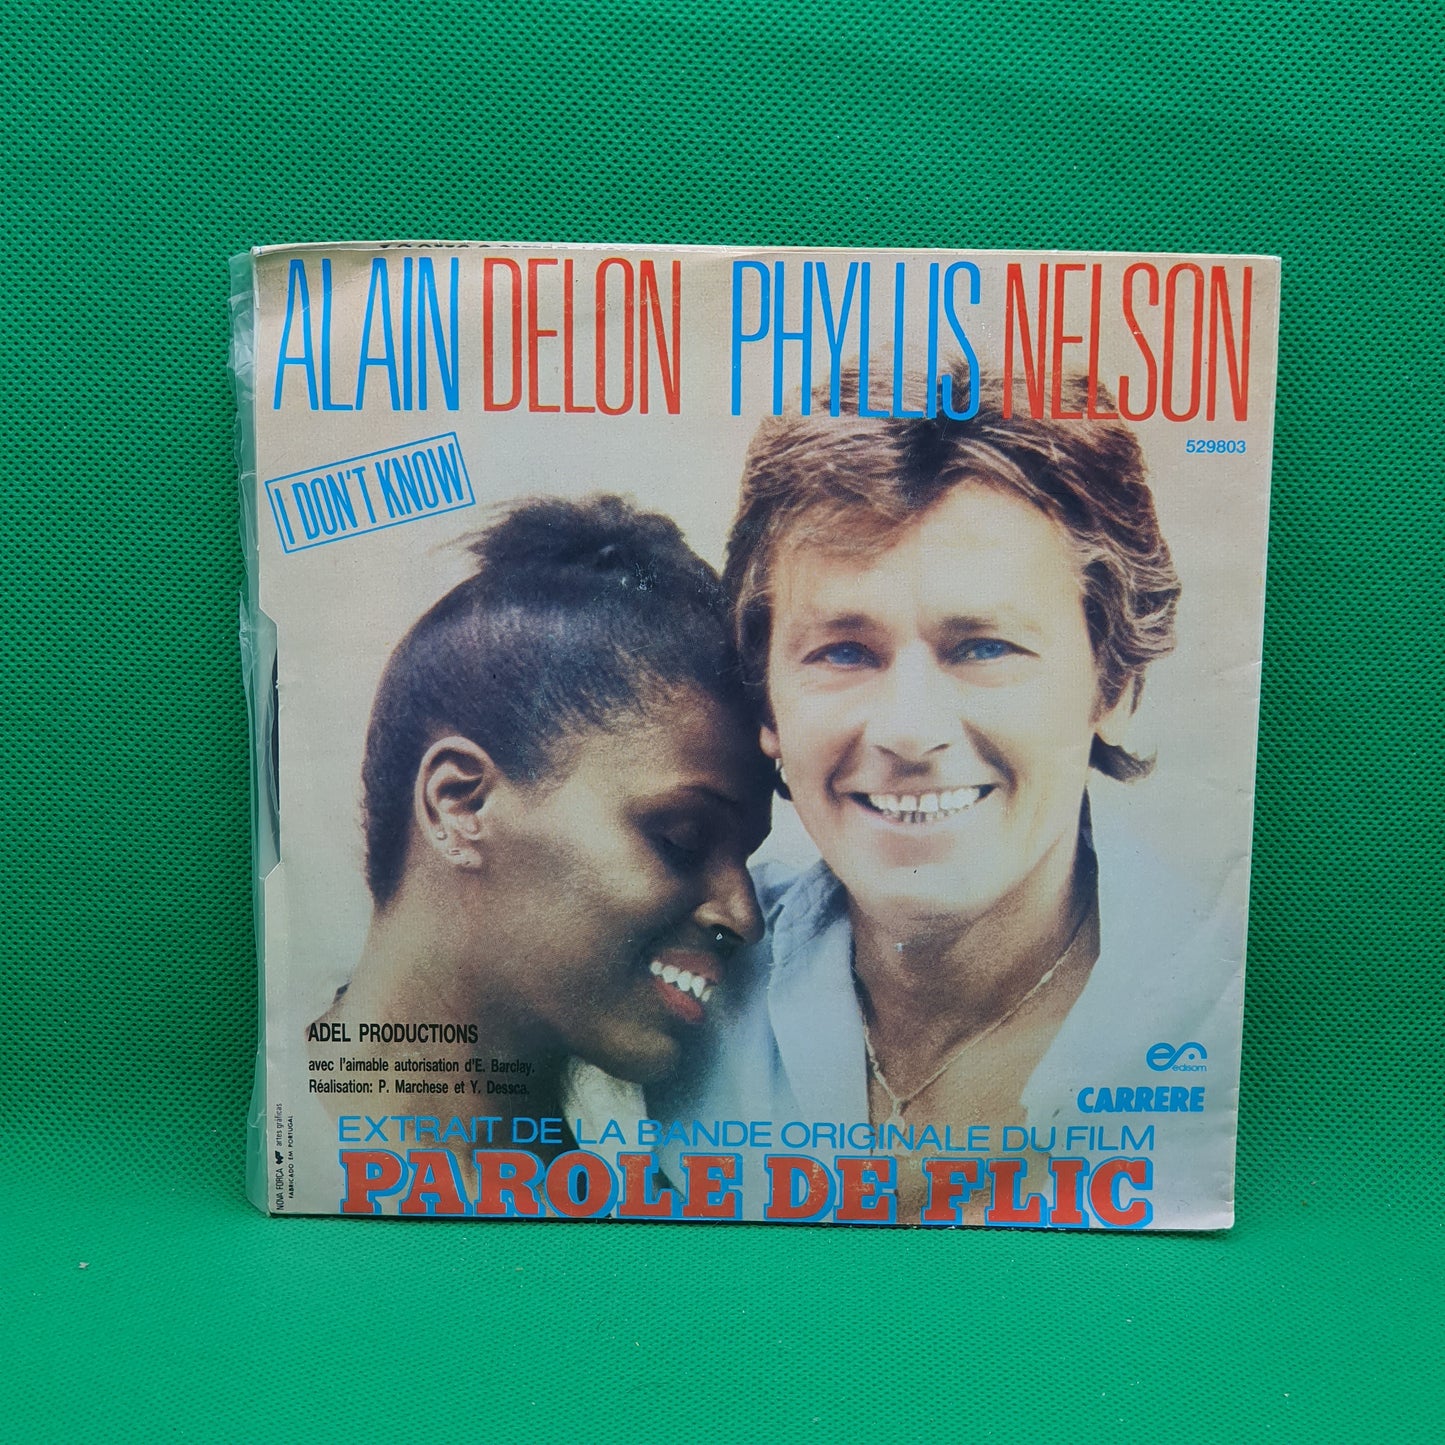 ALAIN DELON PHYLLIS NELSON
529803
I DON'T KNOW
ADEL PRODUCTIONS
avec l'aimable autorisation d'E. Barclay.
Réalisation: P. Marchese et Y. Dessca.
edisom
CARRERE
EXTRAIT DE LA BANDE ORIGINALE DU FILM
PAROLE DE FLIC
NOVA FORÇA artes gráficas
FABRICADO EM PORTUGAL